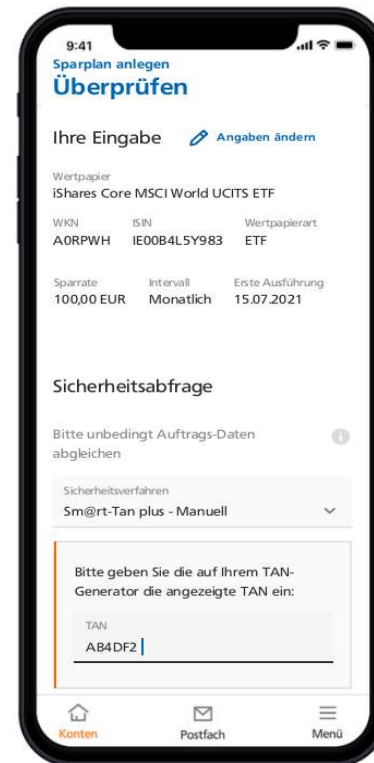 9:41
Sparplan anlegen
Überprüfen
Ihre Eingabe Angaben ändern
Wertpapier
iShares Core MSCI World UCITS ETF
WKN ISIN Wertpapierart
A0RPWH IE00B4L5Y983 ETF
Sparrate Intervall Erste Ausführung
100,00 EUR Monatlich 15.07.2021
Sicherheitsabfrage
Bitte unbedingt Auftrags-Daten
abgleichen
Sicherheitsverfahren
Sm@rt-Tan plus - Manuell
Bitte geben Sie die auf Ihrem TAN-
Generator die angezeigte TAN ein:
TAN
AB4DF2
Konten Postfach Menü